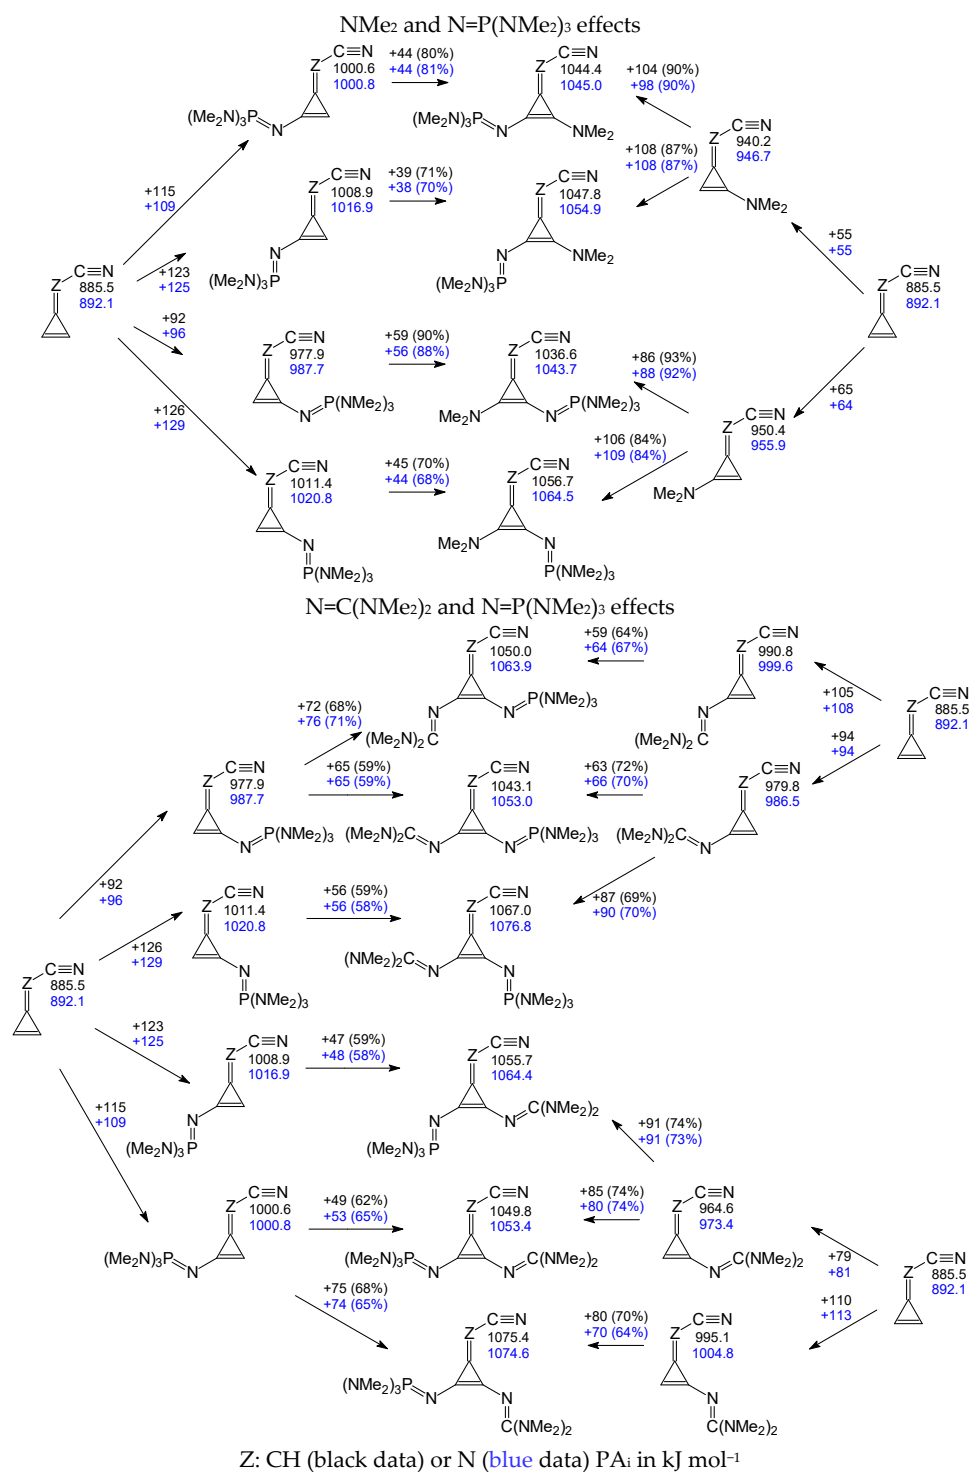 NMe₂ and N=P(NMe₂)₃ effects
Z C≡N 1000.6 1000.8 (Me₂N)₃P N
+44 (80%)
+44 (81%)
Z C≡N 1044.4 1045.0 (Me₂N)₃P N NMe₂
+104 (90%)
+98 (90%)
Z C≡N 940.2 946.7 NMe₂
+115
+109
Z C≡N 1008.9 1016.9 N (Me₂N)₃P
+39 (71%)
+38 (70%)
Z C≡N 1047.8 1054.9 N NMe₂ (Me₂N)₃P
+108 (87%)
+108 (87%)
+55
+55
Z C≡N 885.5 892.1
+123
+125
Z C≡N 885.5 892.1
+92
+96
Z C≡N 977.9 987.7 N P(NMe₂)₃
+59 (90%)
+56 (88%)
Z C≡N 1036.6 1043.7 Me₂N N P(NMe₂)₃
+86 (93%)
+88 (92%)
+65
+64
Z C≡N 950.4 955.9 Me₂N
+126
+129
Z C≡N 1011.4 1020.8 N P(NMe₂)₃
+45 (70%)
+44 (68%)
Z C≡N 1056.7 1064.5 Me₂N N P(NMe₂)₃
+106 (84%)
+109 (84%)
N=C(NMe₂)₂ and N=P(NMe₂)₃ effects
Z C≡N 1050.0 1063.9 N (Me₂N)₂C N P(NMe₂)₃
+59 (64%)
+64 (67%)
Z C≡N 990.8 999.6 N (Me₂N)₂C
+105
+108
Z C≡N 885.5 892.1
+72 (68%)
+76 (71%)
+94
+94
Z C≡N 977.9 987.7 N P(NMe₂)₃
+65 (59%)
+65 (59%)
Z C≡N 1043.1 1053.0 (Me₂N)₂C N N P(NMe₂)₃
+63 (72%)
+66 (70%)
Z C≡N 979.8 986.5 (Me₂N)₂C N
+92
+96
Z C≡N 1011.4 1020.8 N P(NMe₂)₃
+56 (59%)
+56 (58%)
Z C≡N 1067.0 1076.8 (NMe₂)₂C N N P(NMe₂)₃
+87 (69%)
+90 (70%)
+126
+129
Z C≡N 885.5 892.1
+123
+125
Z C≡N 1008.9 1016.9 N (Me₂N)₃P
+47 (59%)
+48 (58%)
Z C≡N 1055.7 1064.4 N N C(NMe₂)₂ (Me₂N)₃P
+91 (74%)
+91 (73%)
+115
+109
Z C≡N 1000.6 1000.8 (Me₂N)₃P N
+49 (62%)
+53 (65%)
Z C≡N 1049.8 1053.4 (Me₂N)₃P N N C(NMe₂)₂
+85 (74%)
+80 (74%)
Z C≡N 964.6 973.4 N C(NMe₂)₂
+79
+81
Z C≡N 885.5 892.1
+75 (68%)
+74 (65%)
+110
+113
Z C≡N 1075.4 1074.6 (NMe₂)₃P N N C(NMe₂)₂
+80 (70%)
+70 (64%)
Z C≡N 995.1 1004.8 N C(NMe₂)₂
Z: CH (black data) or N (blue data) PAᵢ in kJ mol⁻¹